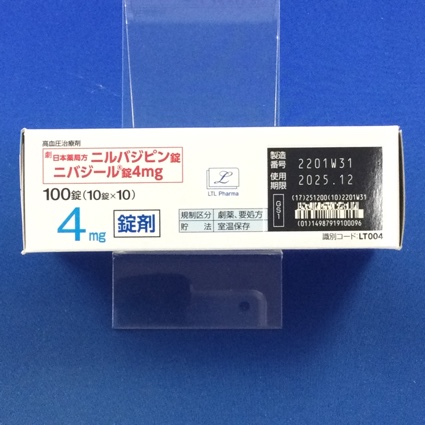 高血圧治療剤
劇 日本薬局方 ニルバジピン錠
ニバジール®錠4mg
100錠(10錠×10)
4mg 錠剤
LTL Pharma
規制区分 劇薬、要処方
貯法 室温保存
製造番号 2201W31
使用期限 2025.12
(17)251200(10)2201W31
GS-1
(01)14987919100096
識別コード LT004